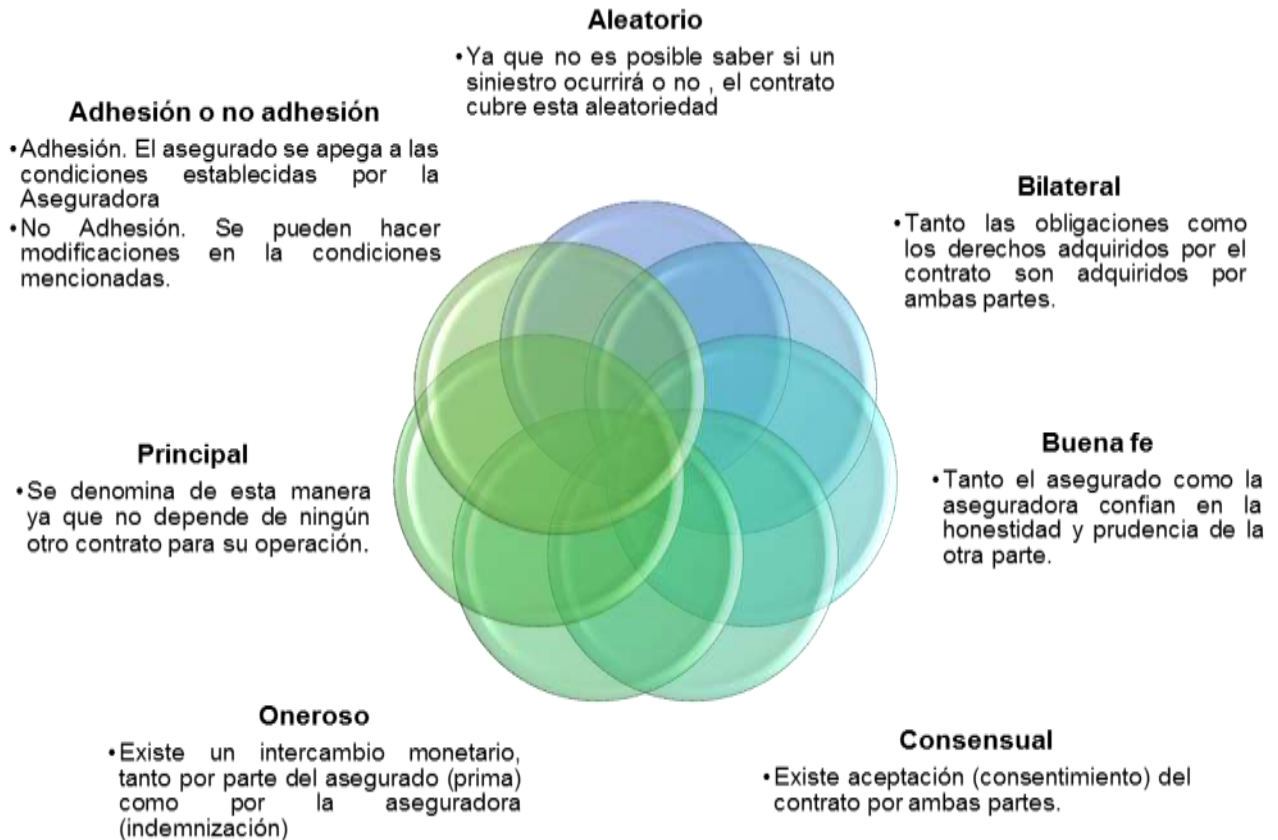 Aleatorio
•Ya que no es posible saber si un
siniestro ocurrirá o no , el contrato
cubre esta aleatoriedad
Bilateral
•Tanto las obligaciones como
los derechos adquiridos por el
contrato son adquiridos por
ambas partes.
Buena fe
•Tanto el asegurado como la
aseguradora confian en la
honestidad y prudencia de la
otra parte.
Consensual
•Existe aceptación (consentimiento) del
contrato por ambas partes.
Oneroso
•Existe un intercambio monetario,
tanto por parte del asegurado (prima)
como por la aseguradora
(indemnización)
Principal
•Se denomina de esta manera
ya que no depende de ningún
otro contrato para su operación.
Adhesión o no adhesión
•Adhesión. El asegurado se apega a las
condiciones establecidas por la
Aseguradora
•No Adhesión. Se pueden hacer
modificaciones en la condiciones
mencionadas.